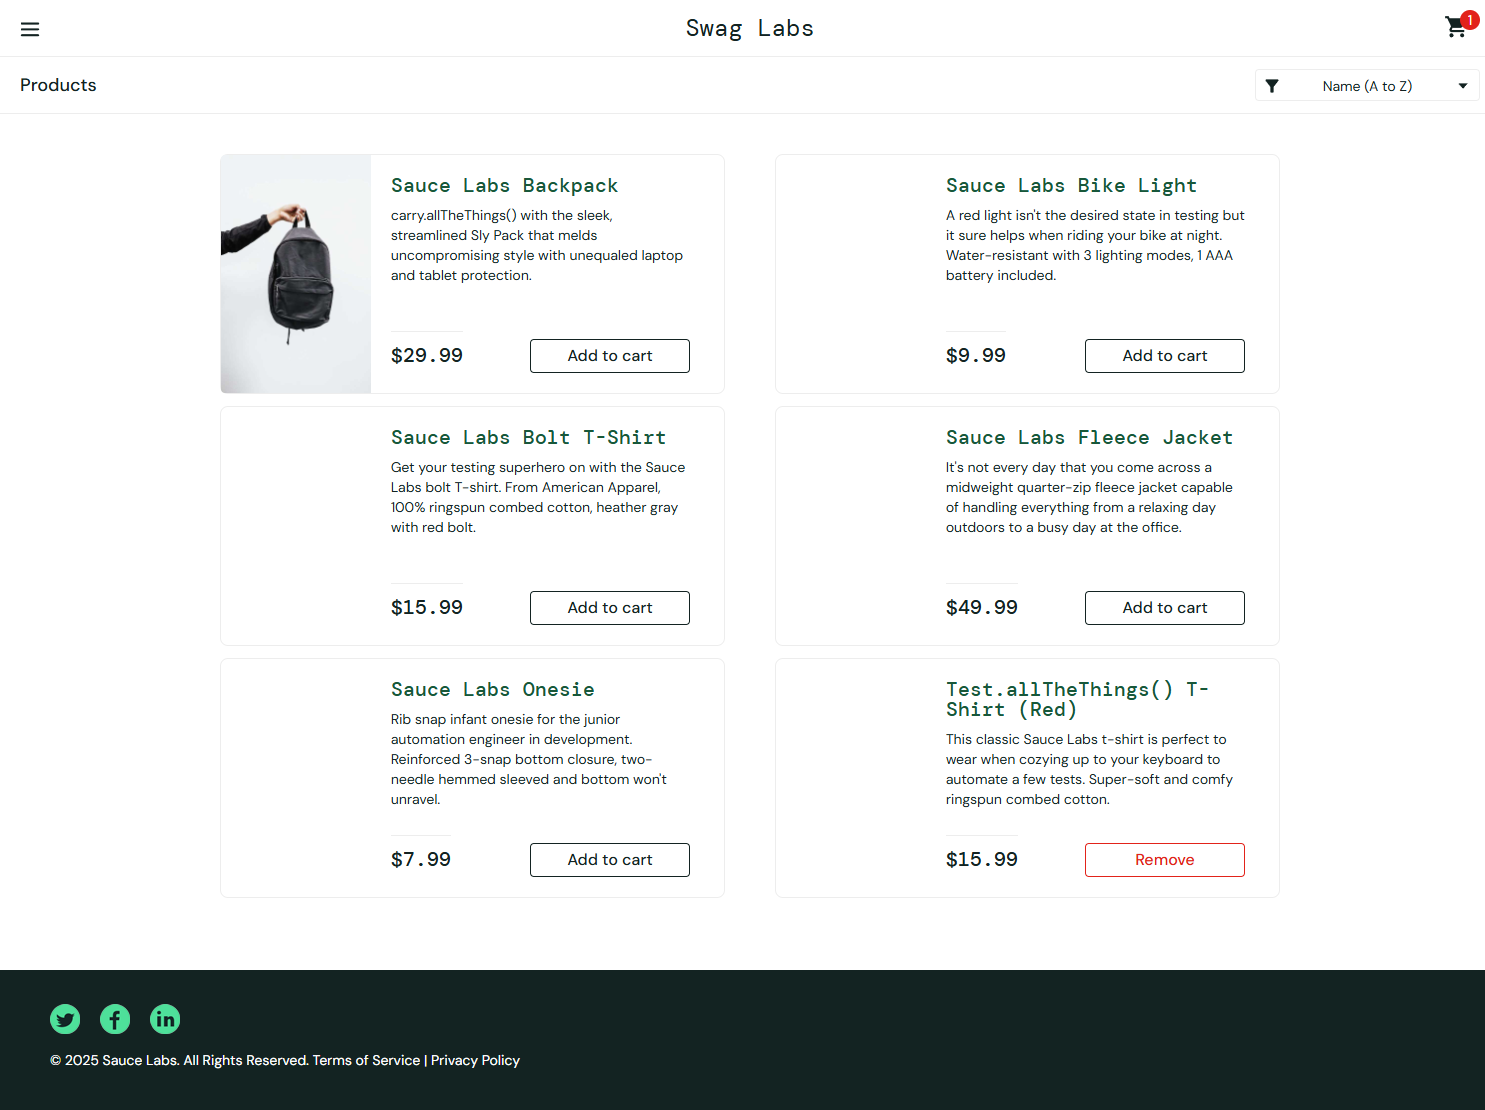 Swag Labs
1
Products
Name (A to Z)
Sauce Labs Backpack
carry.allTheThings() with the sleek,
streamlined Sly Pack that melds
uncompromising style with unequaled laptop
and tablet protection.
$29.99
Add to cart
Sauce Labs Bike Light
A red light isn't the desired state in testing but
it sure helps when riding your bike at night.
Water-resistant with 3 lighting modes, 1 AAA
battery included.
$9.99
Add to cart
Sauce Labs Bolt T-Shirt
Get your testing superhero on with the Sauce
Labs bolt T-shirt. From American Apparel,
100% ringspun combed cotton, heather gray
with red bolt.
$15.99
Add to cart
Sauce Labs Fleece Jacket
It's not every day that you come across a
midweight quarter-zip fleece jacket capable
of handling everything from a relaxing day
outdoors to a busy day at the office.
$49.99
Add to cart
Sauce Labs Onesie
Rib snap infant onesie for the junior
automation engineer in development.
Reinforced 3-snap bottom closure, two-
needle hemmed sleeved and bottom won't
unravel.
$7.99
Add to cart
Test.allTheThings() T-
Shirt (Red)
This classic Sauce Labs t-shirt is perfect to
wear when cozying up to your keyboard to
automate a few tests. Super-soft and comfy
ringspun combed cotton.
$15.99
Remove
© 2025 Sauce Labs. All Rights Reserved. Terms of Service | Privacy Policy